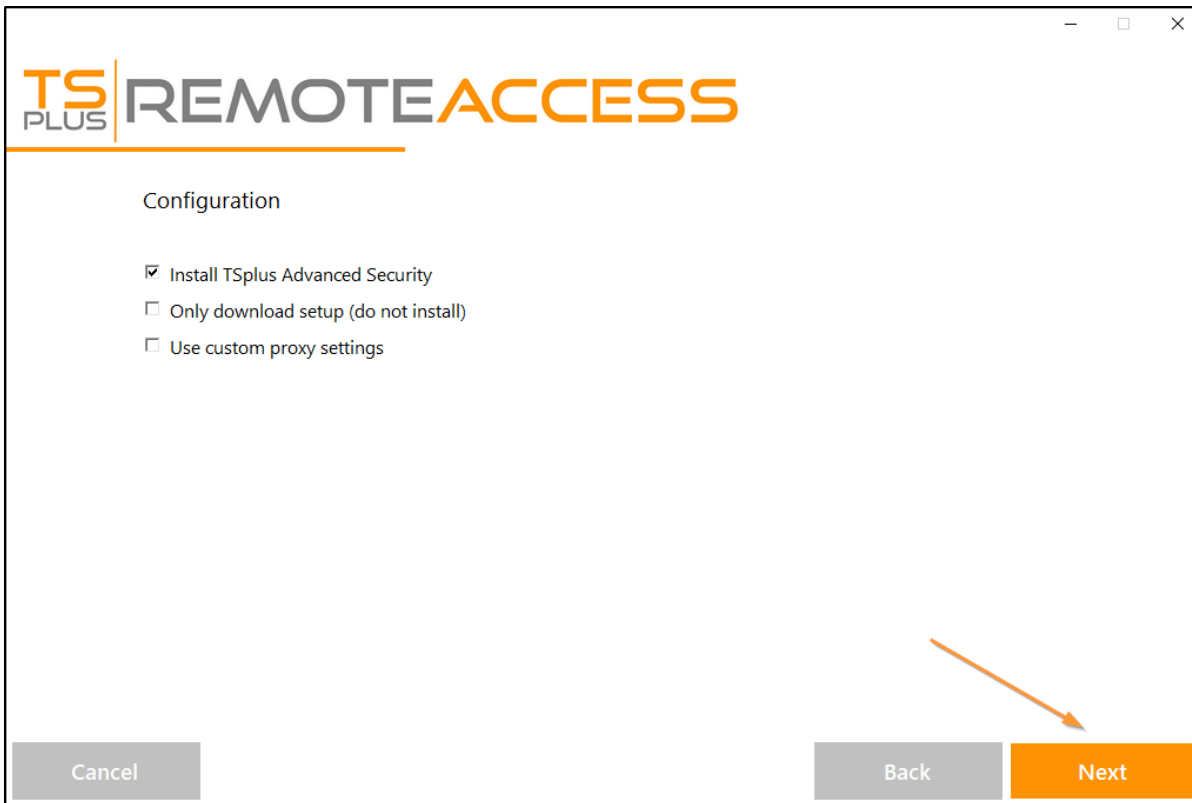 TS PLUS REMOTEACCESS
Configuration
Install TSplus Advanced Security
Only download setup (do not install)
Use custom proxy settings
Cancel
Back
Next